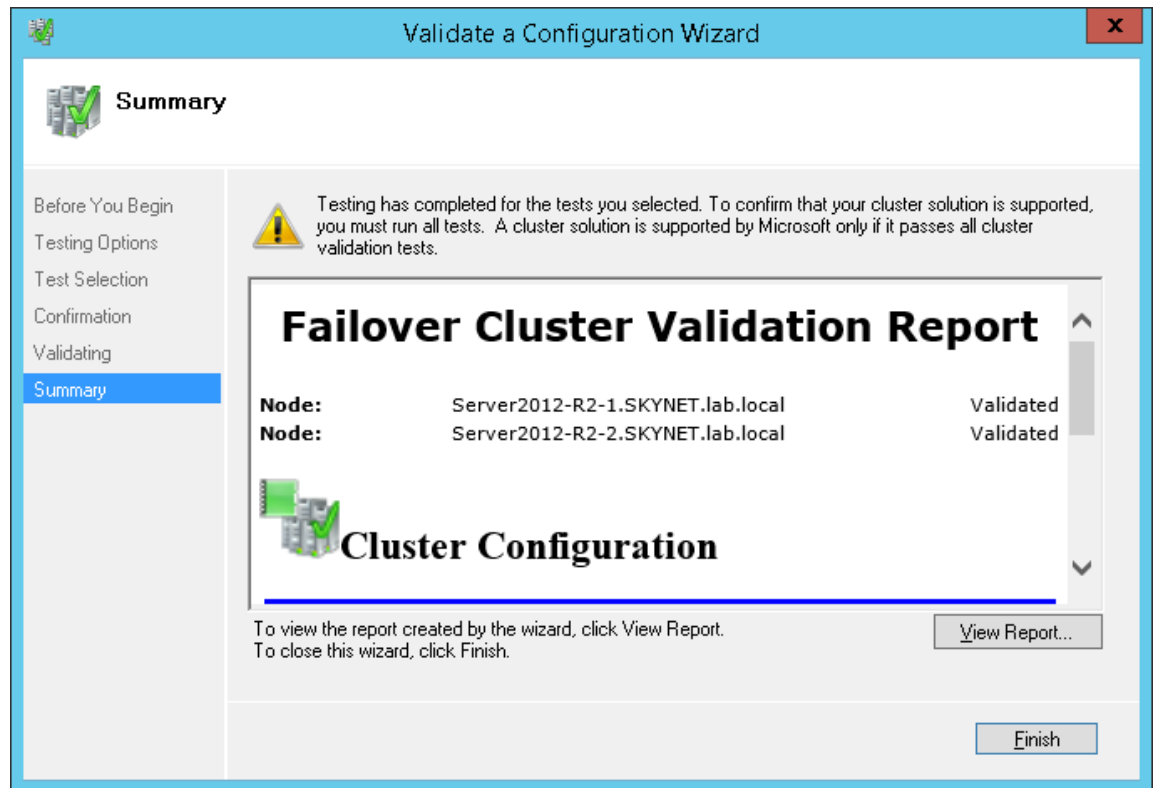 Validate a Configuration Wizard
x
Summary
Before You Begin
Testing Options
Test Selection
Confirmation
Validating
Summary
Testing has completed for the tests you selected. To confirm that your cluster solution is supported,
you must run all tests. A cluster solution is supported by Microsoft only if it passes all cluster
validation tests.
Failover Cluster Validation Report
Node: Server2012-R2-1.SKYNET.lab.local Validated
Node: Server2012-R2-2.SKYNET.lab.local Validated
Cluster Configuration
To view the report created by the wizard, click View Report.
To close this wizard, click Finish.
View Report...
Finish